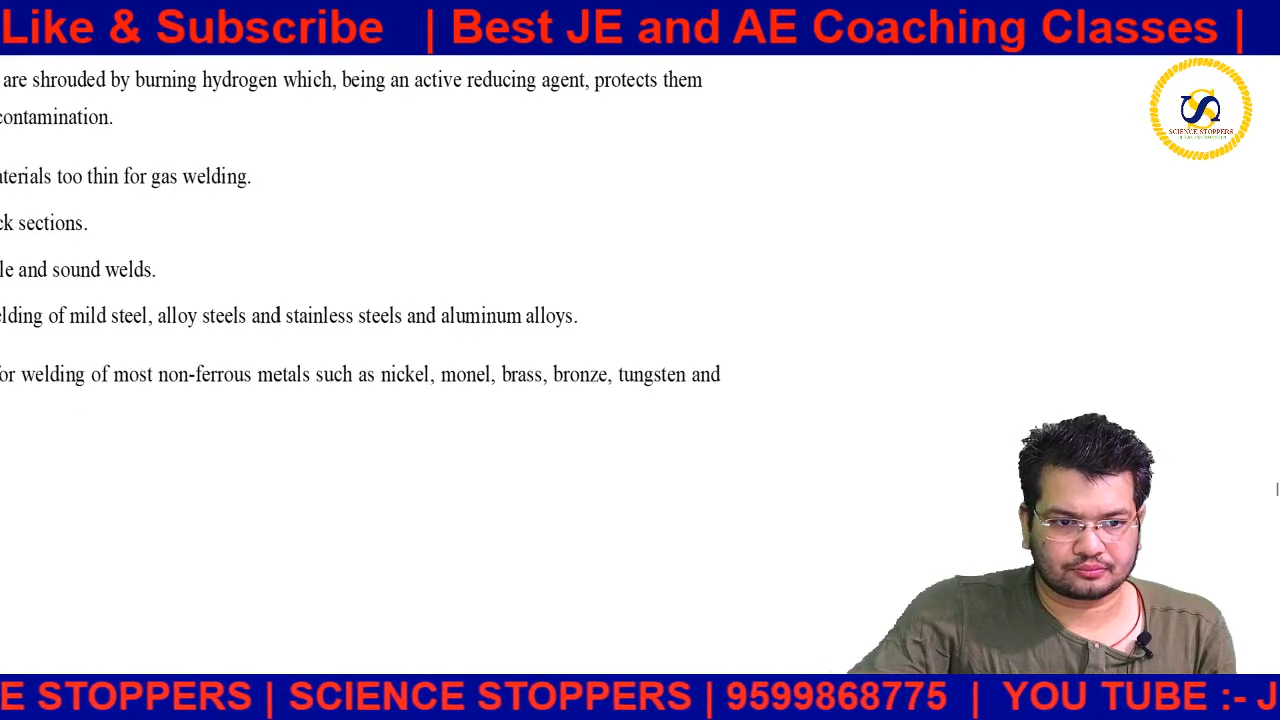 Like & Subscribe | Best JE and AE Coaching Classes |
are shrouded by burning hydrogen which, being an active reducing agent, protects them
contamination.
aterials too thin for gas welding.
ck sections.
le and sound welds.
elding of mild steel, alloy steels and stainless steels and aluminum alloys.
for welding of most non-ferrous metals such as nickel, monel, brass, bronze, tungsten and
SCIENCE STOPPERS
E STOPPERS | SCIENCE STOPPERS | 9599868775 | YOU TUBE :- J